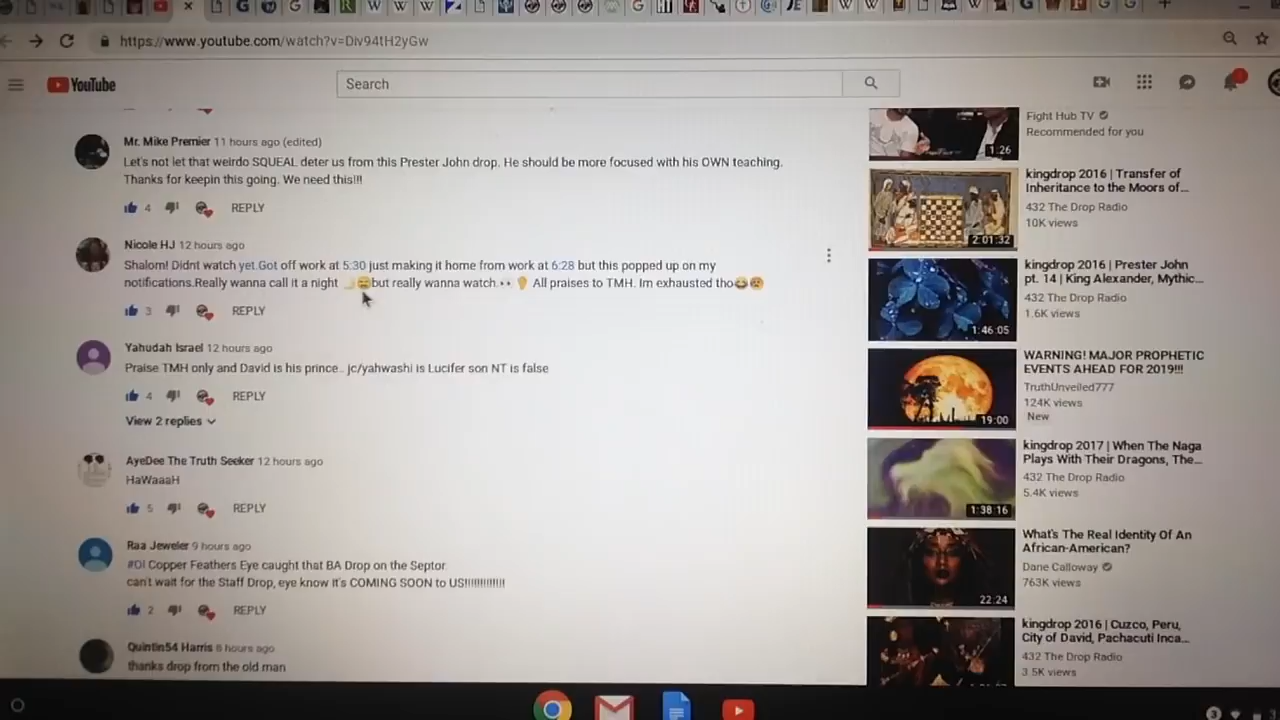 https://www.youtube.com/watch?v=Div94tH2yGw
YouTube
Search
Mr. Mike Premier 11 hours ago (edited)
Let's not let that weirdo SQUEAL deter us from this Prester John drop. He should be more focused with his OWN teaching.
Thanks for keepin this going. We need this!!!
4 REPLY
Nicole HJ 12 hours ago
Shalom! Didnt watch yet.Got off work at 5:30 just making it home from work at 6:28 but this popped up on my
notifications.Really wanna call it a night 🌙😄but really wanna watch 👀 💡 All praises to TMH. Im exhausted tho😂😥
3 REPLY
Yahudah Israel 12 hours ago
Praise TMH only and David is his prince.. jc/yahwashi is Lucifer son NT is false
4 REPLY
View 2 replies
AyeDee The Truth Seeker 12 hours ago
HaWaaaH
5 REPLY
Raa Jeweler 9 hours ago
#OI Copper Feathers Eye caught that BA Drop on the Septor
can't wait for the Staff Drop, eye know it's COMING SOON to US!!!!!!!!!!!!!
2 REPLY
Quintin54 Harris 6 hours ago
thanks drop from the old man
Fight Hub TV
Recommended for you
1:26
kingdrop 2016 | Transfer of
Inheritance to the Moors of...
432 The Drop Radio
10K views
2:01:32
kingdrop 2016 | Prester John
pt. 14 | King Alexander, Mythic...
432 The Drop Radio
1.6K views
1:46:05
WARNING! MAJOR PROPHETIC
EVENTS AHEAD FOR 2019!!!
TruthUnveiled777
124K views
New
19:00
kingdrop 2017 | When The Naga
Plays With Their Dragons, The...
432 The Drop Radio
5.4K views
1:38:16
What's The Real Identity Of An
African-American?
Dane Calloway
763K views
22:24
kingdrop 2016 | Cuzco, Peru,
City of David, Pachacuti Inca...
432 The Drop Radio
3.5K views